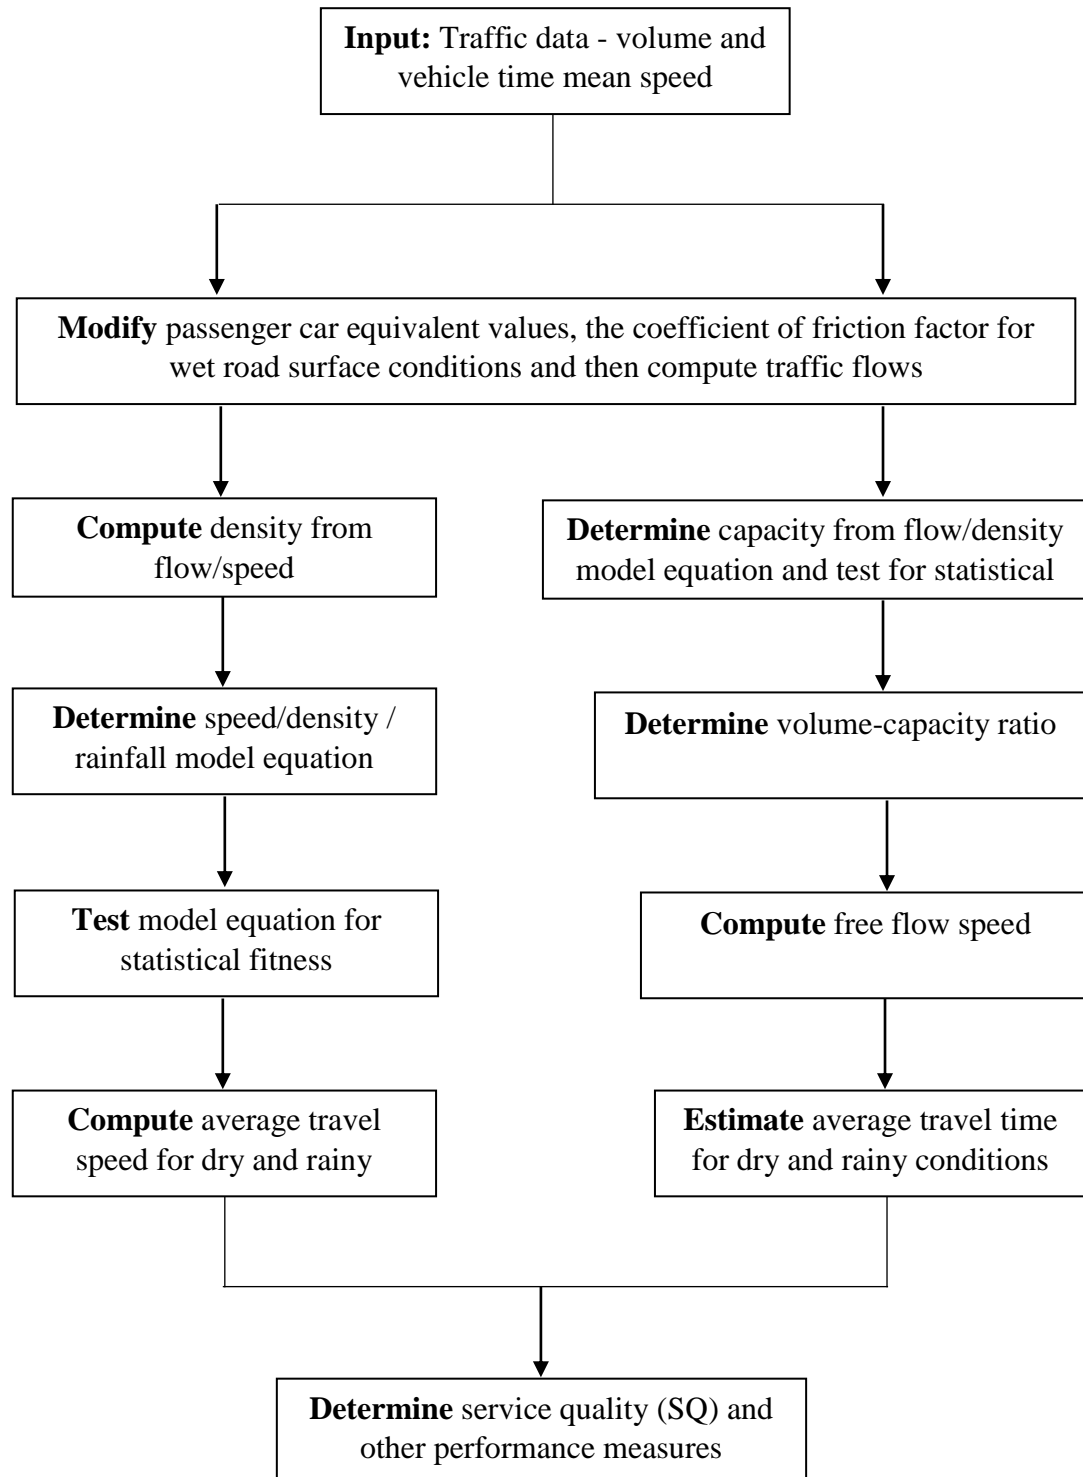 Input: Traffic data - volume and
vehicle time mean speed
Modify passenger car equivalent values, the coefficient of friction factor for
wet road surface conditions and then compute traffic flows
Compute density from
flow/speed
Determine capacity from flow/density
model equation and test for statistical
Determine speed/density /
rainfall model equation
Determine volume-capacity ratio
Test model equation for
statistical fitness
Compute free flow speed
Compute average travel
speed for dry and rainy
Estimate average travel time
for dry and rainy conditions
Determine service quality (SQ) and
other performance measures